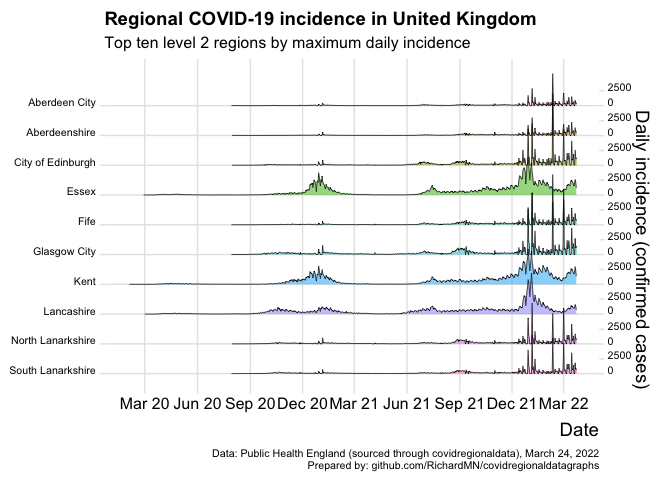 Regional COVID-19 incidence in United Kingdom
Top ten level 2 regions by maximum daily incidence
Aberdeen City
Aberdeenshire
City of Edinburgh
Essex
Fife
Glasgow City
Kent
Lancashire
North Lanarkshire
South Lanarkshire
2500
0
2500
0
2500
0
2500
0
2500
0
2500
0
2500
0
2500
0
2500
0
2500
0
Daily incidence (confirmed cases)
Mar 20 Jun 20 Sep 20 Dec 20 Mar 21 Jun 21 Sep 21 Dec 21 Mar 22
Date
Data: Public Health England (sourced through covidregionaldata), March 24, 2022
Prepared by: github.com/RichardMN/covidregionaldatagraphs